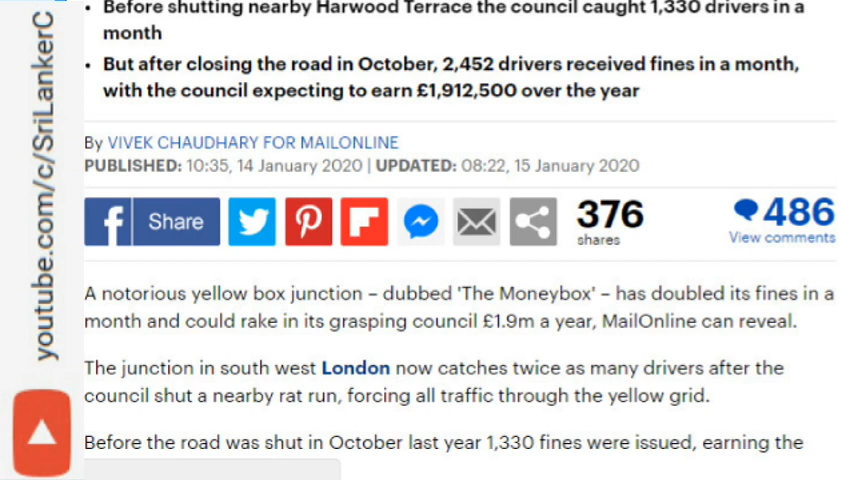 • Before shutting nearby Harwood Terrace the council caught 1,330 drivers in a
month
• But after closing the road in October, 2,452 drivers received fines in a month,
with the council expecting to earn £1,912,500 over the year
By VIVEK CHAUDHARY FOR MAILONLINE
PUBLISHED: 10:35, 14 January 2020 | UPDATED: 08:22, 15 January 2020
Share
376
shares
486
View comments
A notorious yellow box junction – dubbed 'The Moneybox' – has doubled its fines in a
month and could rake in its grasping council £1.9m a year, MailOnline can reveal.
The junction in south west London now catches twice as many drivers after the
council shut a nearby rat run, forcing all traffic through the yellow grid.
Before the road was shut in October last year 1,330 fines were issued, earning the
youtube.com/c/SriLankerC